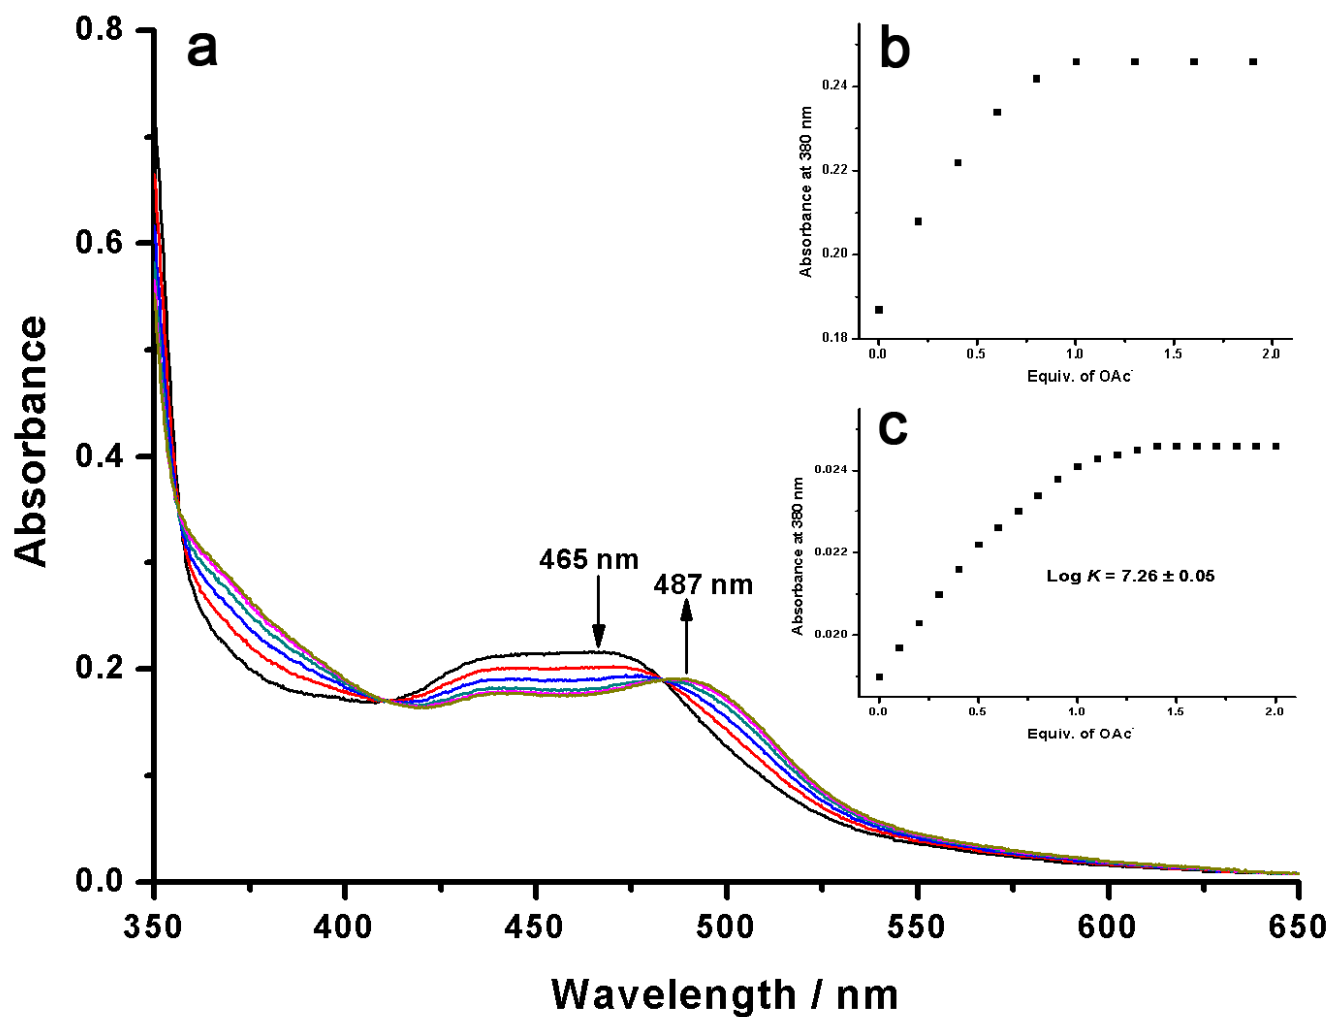 a
0.8
0.6
0.4
0.2
0.0
Absorbance
350 400 450 500 550 600 650
Wavelength / nm
465 nm
487 nm
b
0.24
0.22
0.20
0.18
Absorbance at 380 nm
0.0 0.5 1.0 1.5 2.0
Equiv. of OAc⁻
c
0.024
0.022
0.020
Absorbance at 380 nm
Log K = 7.26 ± 0.05
0.0 0.5 1.0 1.5 2.0
Equiv. of OAc⁻